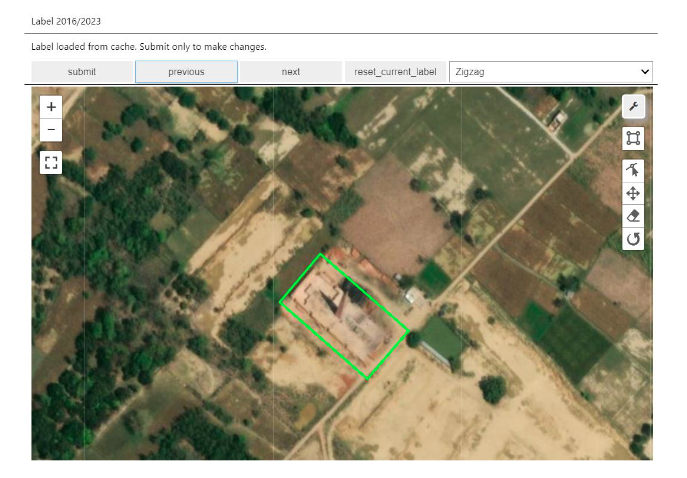 Label 2016/2023
Label loaded from cache. Submit only to make changes.
submit previous next reset_current_label Zigzag
+
−